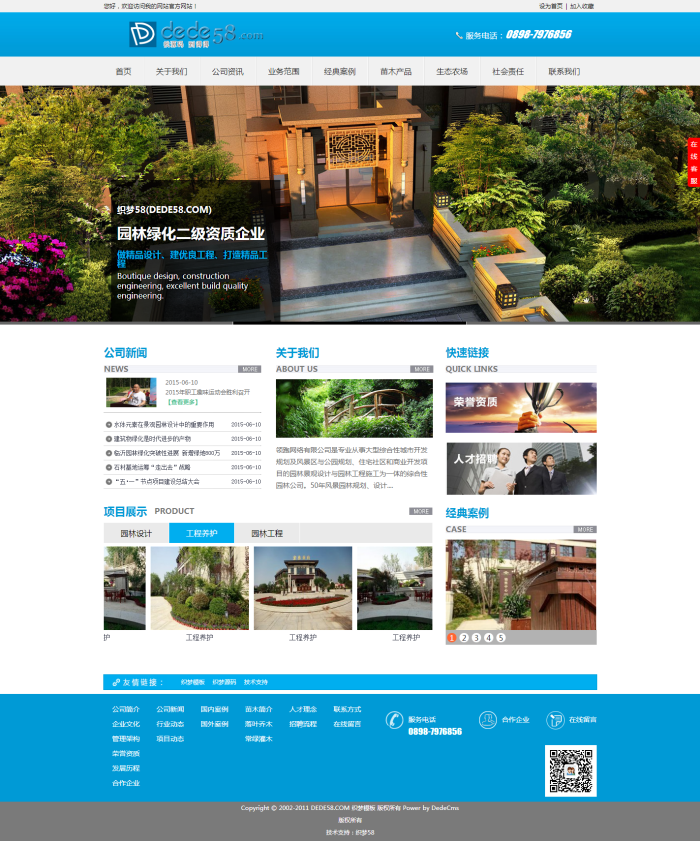 您好，欢迎访问我的网站官方网站！
设为首页 | 加入收藏
dede58.com
服务电话：0898-7976856
首页 关于我们 公司资讯 业务范围 经典案例 苗木产品 生态农场 社会责任 联系我们
在线客服
织梦58(DEDE58.COM)
园林绿化二级资质企业
做精品设计、建优良工程、打造精品工
程
Boutique design, construction
engineering, excellent build quality
engineering.
公司新闻
NEWS MORE
2015-06-10
2015年职工趣味运动会胜利召开
【查看更多】
水体元素在景观园林设计中的重要作用 2015-06-10
建筑物绿化是时代进步的产物 2015-06-10
临沂园林绿化突破性进展 新增绿地800万 2015-06-10
石村基地运筹“走出去”战略 2015-06-10
“五·一”节点项目建设总结大会 2015-06-10
关于我们
ABOUT US MORE
领跑网络有限公司是专业从事大型综合性城市开发
规划及风景区与公园规划、住宅社区和商业开发项
目的园林景观设计与园林工程施工为一体的综合性
园林公司。50年风景园林规划、设计....
快速链接
QUICK LINKS
荣誉资质
人才招聘
项目展示 PRODUCT MORE
园林设计 工程养护 园林工程
护 工程养护 工程养护 工程养护
经典案例
CASE MORE
1 2 3 4 5
友情链接： 织梦模板 织梦源码 技术支持
公司简介 公司新闻 国内案例 苗木简介 人才理念 联系方式
企业文化 行业动态 国外案例 落叶乔木 招聘流程 在线留言
管理架构 项目动态 常绿灌木
荣誉资质
发展历程
合作企业
服务电话
0898-7976856
合作企业
在线留言
Copyright © 2002-2011 DEDE58.COM 织梦模板 版权所有 Power by DedeCms
版权所有
技术支持：织梦58